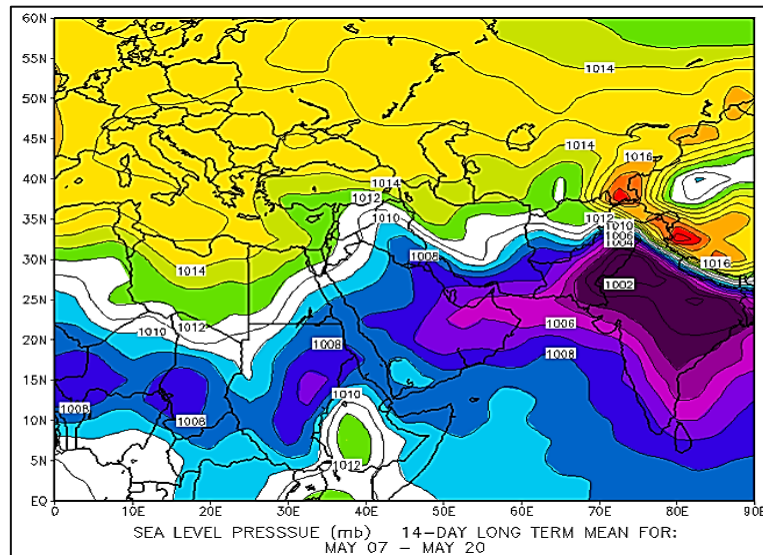 60N
55N
1014
50N
45N
1014
1016
40N
1014
1012
35N
1010
1012
1010
1006
1004
30N
1008
1014
1016
25N
1002
1010
1012
1006
20N
1008
1008
15N
1010
10N
1008
1008
5N
1012
EQ
0
10E
20E
30E
40E
50E
60E
70E
80E
90E
SEA LEVEL PRESSSUE (mb) 14-DAY LONG TERM MEAN FOR:
MAY 07 – MAY 20